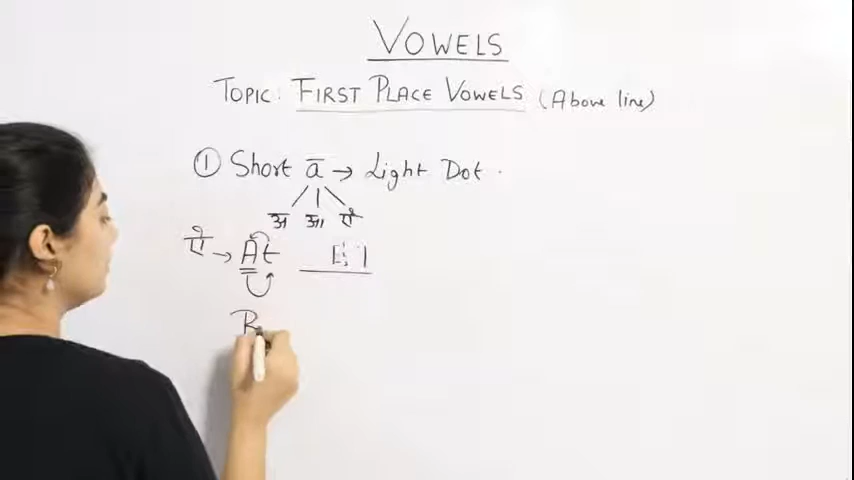 VOWELS
TOPIC: FIRST PLACE VOWELS (Above line)
① Short ā → Light Dot .
अ आ ऐ
ऐ → At
B